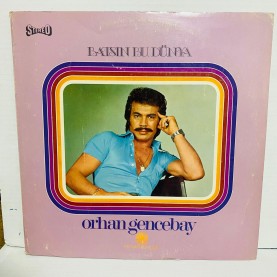 STEREO
BATSIN BU DÜNYA
orhan gencebay